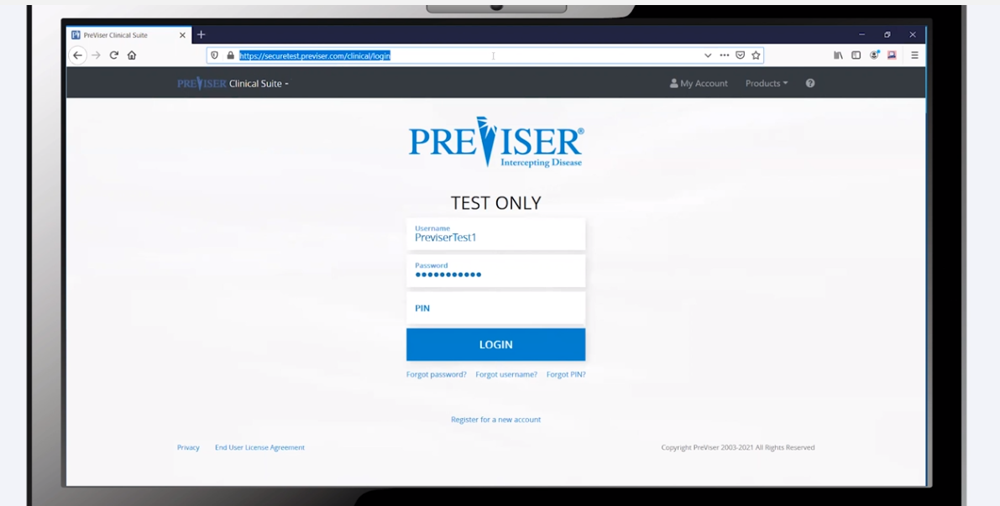 PreViser Clinical Suite
https://securetest.previser.com/clinical/login
PREVISER Clinical Suite -
My Account Products
PREVISER®
Intercepting Disease
TEST ONLY
Username
PreviserTest1
Password
PIN
LOGIN
Forgot password? Forgot username? Forgot PIN?
Register for a new account
Privacy End User License Agreement
Copyright PreViser 2003-2021 All Rights Reserved